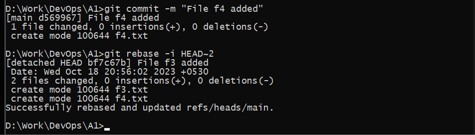 D:\Work\DevOps\A1>git commit -m "File f4 added"
[main d569967] File f4 added
 1 file changed, 0 insertions(+), 0 deletions(-)
 create mode 100644 f4.txt
D:\Work\DevOps\A1>git rebase -i HEAD~2
[detached HEAD bf7c67b] File f3 added
 Date: Wed Oct 18 20:56:02 2023 +0530
 2 files changed, 0 insertions(+), 0 deletions(-)
 create mode 100644 f3.txt
 create mode 100644 f4.txt
Successfully rebased and updated refs/heads/main.
D:\Work\DevOps\A1>